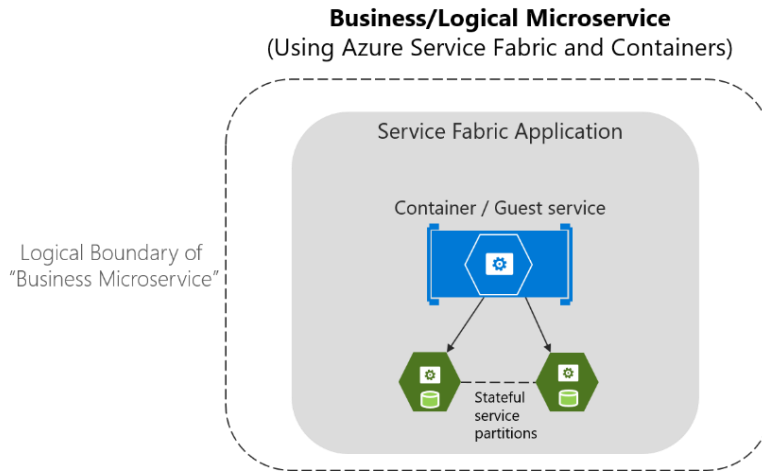 Business/Logical Microservice
(Using Azure Service Fabric and Containers)
Service Fabric Application
Container / Guest service
Logical Boundary of
"Business Microservice"
Stateful
service
partitions